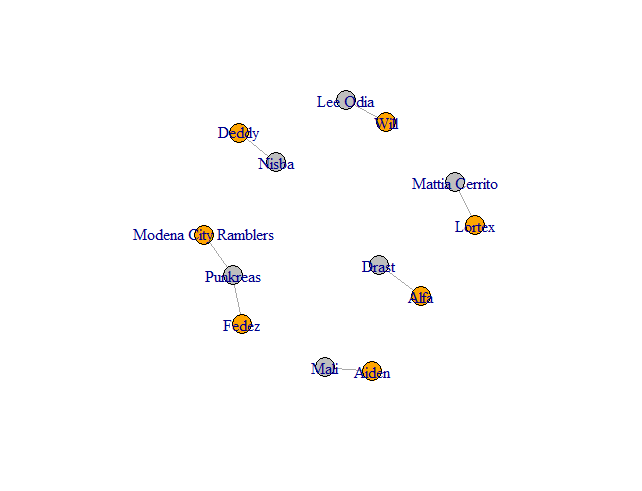 Lee Odia
Will
Deddy
Nisba
Mattia Cerrito
Lortex
Modena City Ramblers
Punkreas
Drast
Alfa
Fedez
Mali
Aiden